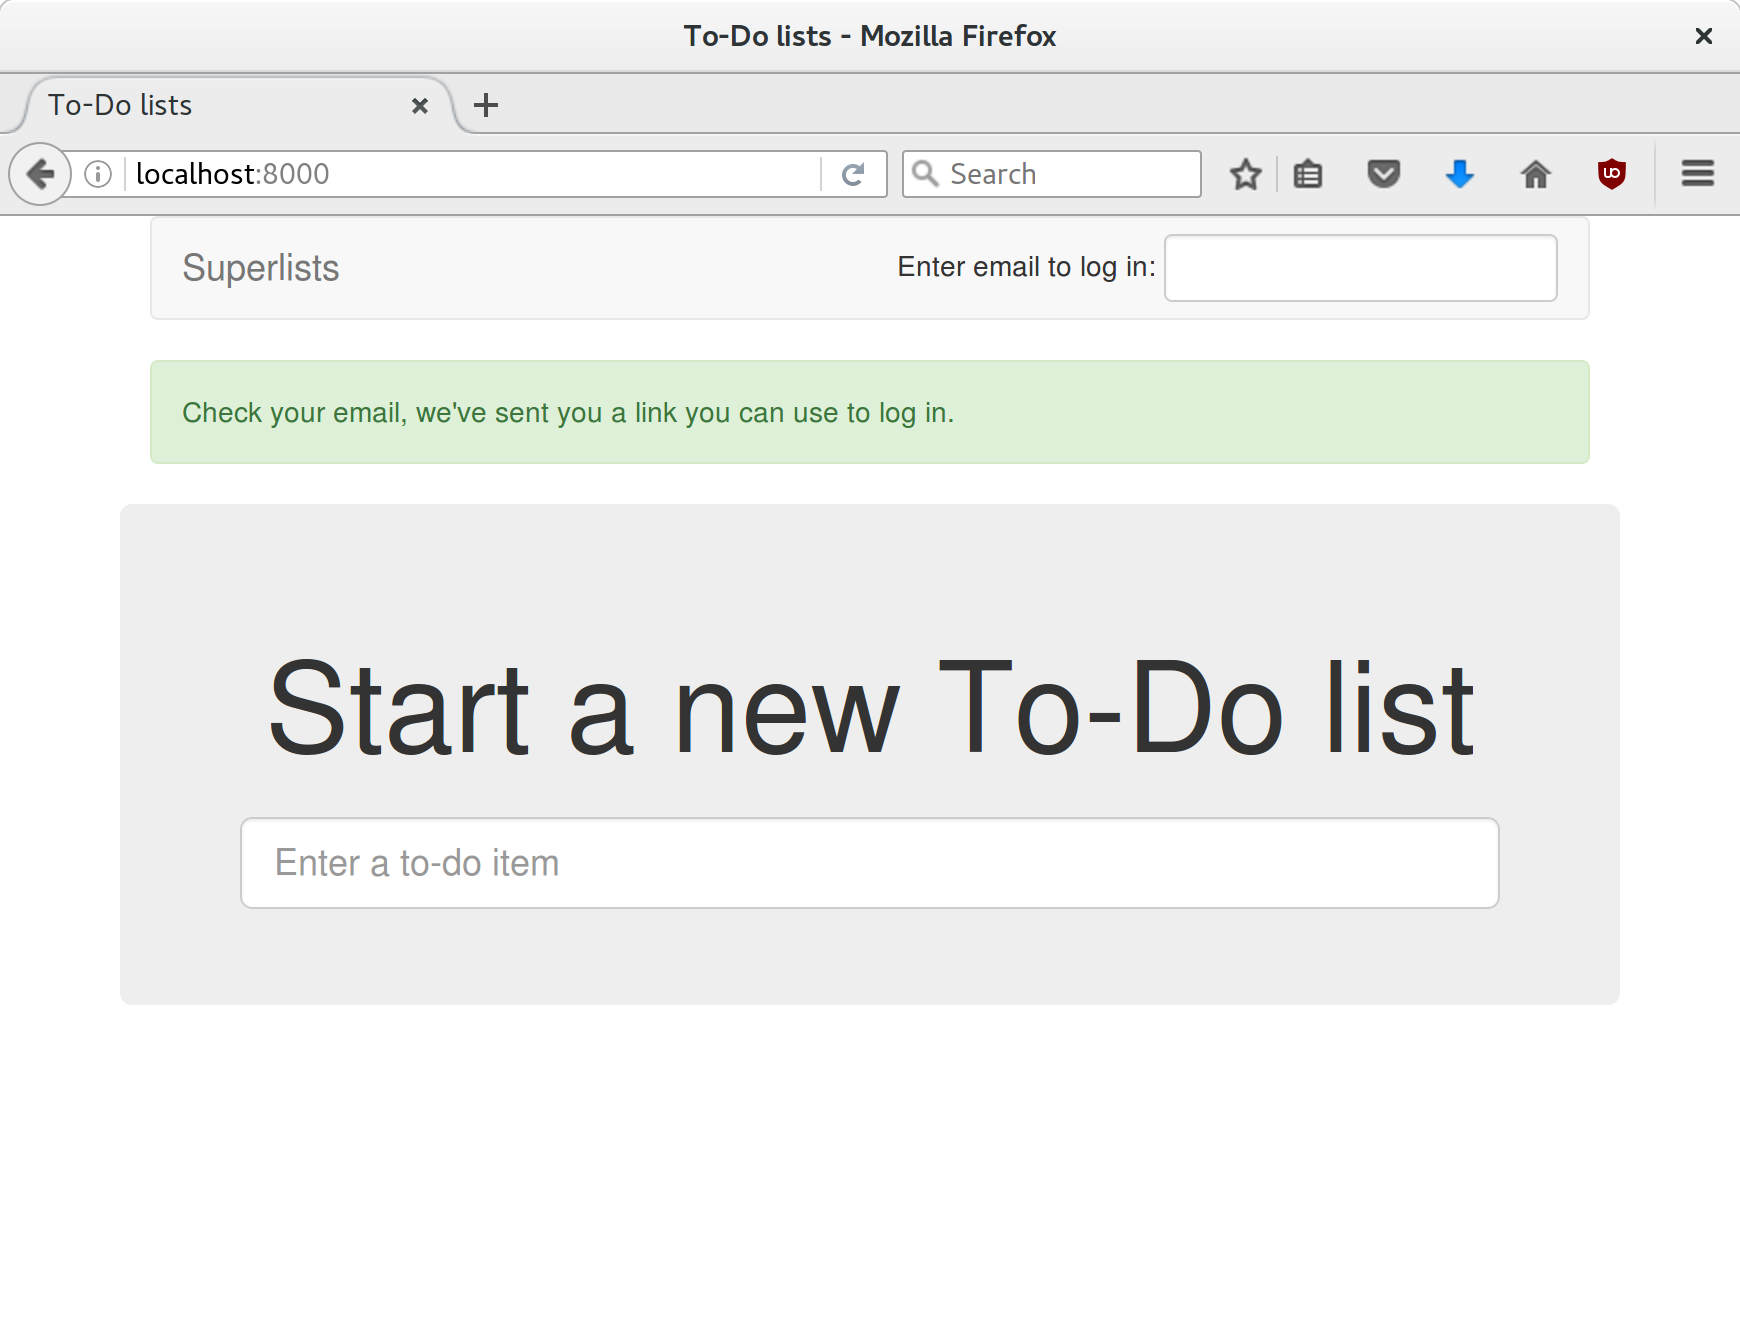 To-Do lists - Mozilla Firefox
To-Do lists
localhost:8000
Search
Superlists
Enter email to log in:
Check your email, we've sent you a link you can use to log in.
Start a new To-Do list
Enter a to-do item